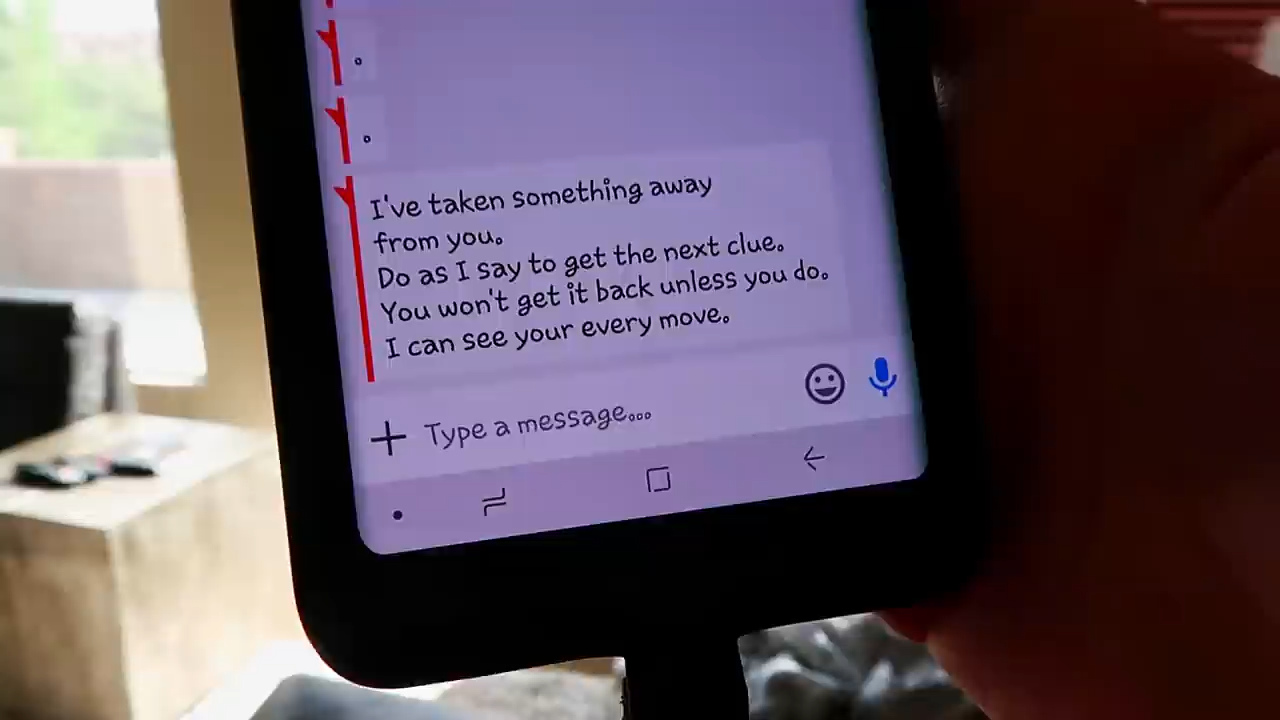 .
.
I've taken something away
from you.
Do as I say to get the next clue.
You won't get it back unless you do.
I can see your every move.
Type a message...